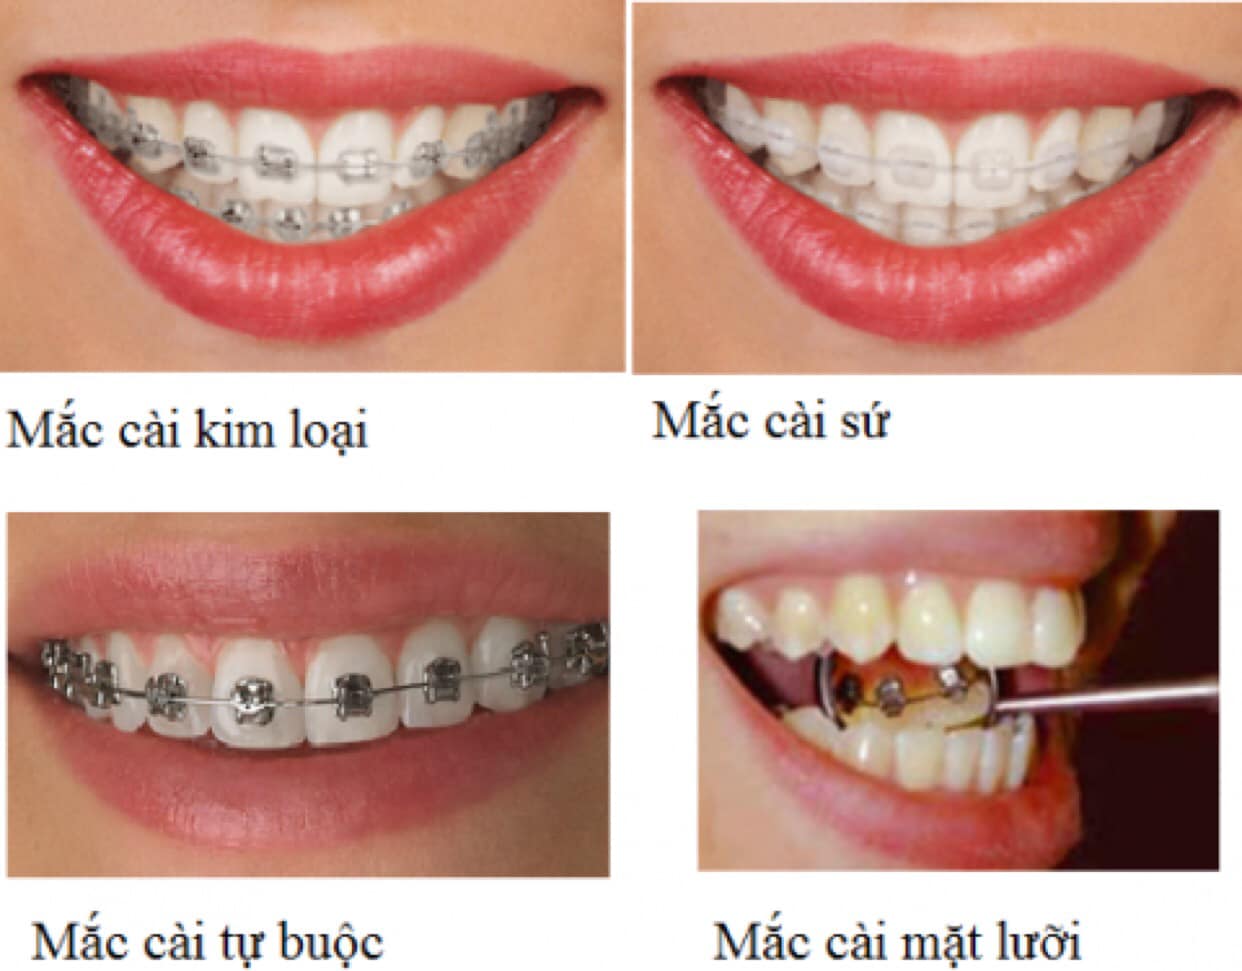 Mắc cài kim loại
Mắc cài sứ
Mắc cài tự buộc
Mắc cài mặt lưỡi